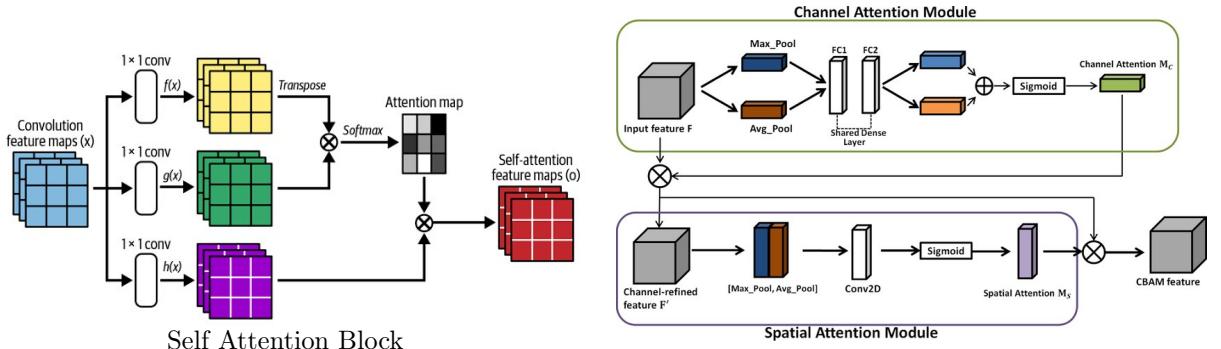 1 × 1 conv
f(x)
Transpose
Convolution
feature maps (x)
1 × 1 conv
g(x)
Softmax
Attention map
Self-attention
feature maps (o)
1 × 1 conv
h(x)
Self Attention Block
Channel Attention Module
Max_Pool
FC1
FC2
Channel Attention M_C
Sigmoid
Input feature F
Avg_Pool
Shared Dense
Layer
Channel-refined
feature F′
[Max_Pool, Avg_Pool]
Conv2D
Sigmoid
Spatial Attention M_S
CBAM feature
Spatial Attention Module